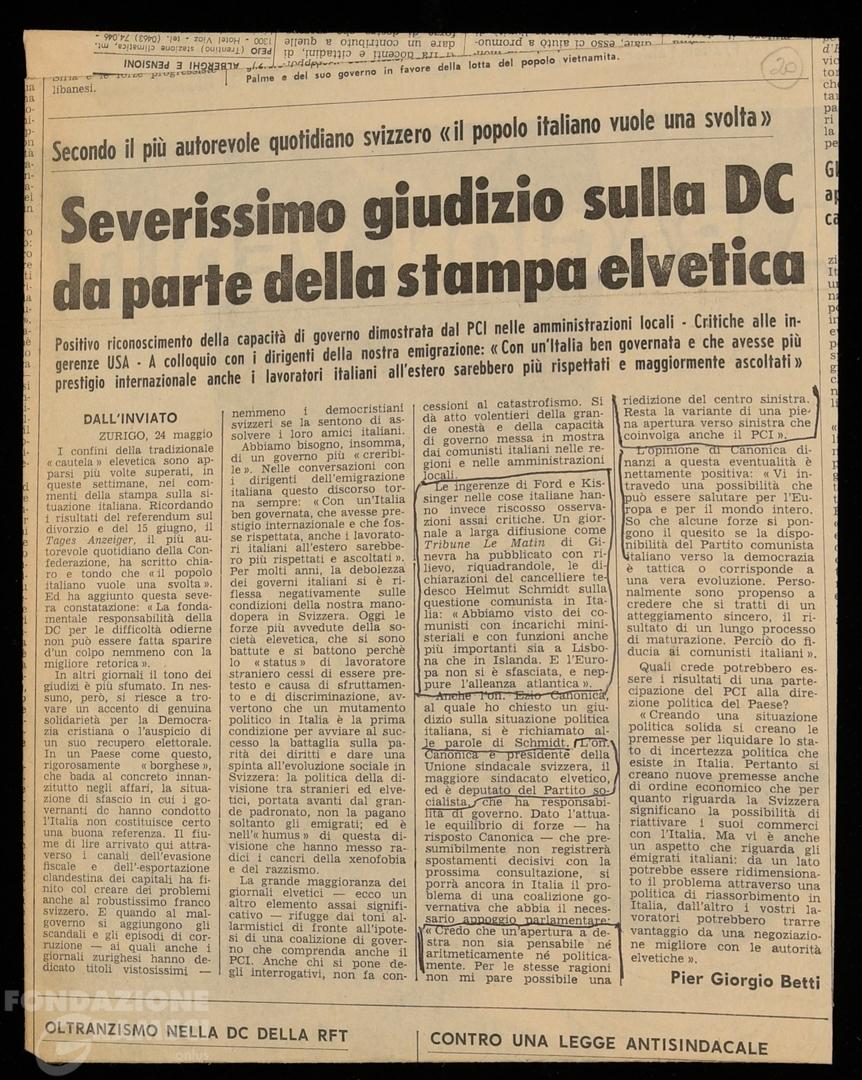 PEJO (Trentino) stazione climatica, mt.
1300 - Hotel Vioz - tel. (0463) 74.046
ALBERGHI E PENSIONI
di, tra docenti e cittadini,
dare un contributo a quelle
esso ci aiutò a promuo-
libanesi.
Palme e del suo governo in favore della lotta del popolo vietnamita.
20
Secondo il più autorevole quotidiano svizzero «il popolo italiano vuole una svolta»
Severissimo giudizio sulla DC
da parte della stampa elvetica
Positivo riconoscimento della capacità di governo dimostrata dal PCI nelle amministrazioni locali - Critiche alle in-
gerenze USA - A colloquio con i dirigenti della nostra emigrazione: «Con un'Italia ben governata e che avesse più
prestigio internazionale anche i lavoratori italiani all'estero sarebbero più rispettati e maggiormente ascoltati»
DALL'INVIATO
ZURIGO, 24 maggio
I confini della tradizionale
«cautela» elevetica sono ap-
parsi più volte superati, in
queste settimane, nei com-
menti della stampa sulla si-
tuazione italiana. Ricordando
i risultati del referendum sul
divorzio e del 15 giugno, il
Tages Anzeiger, il più au-
torevole quotidiano della Con-
federazione, ha scritto chia-
ro e tondo che «il popolo
italiano vuole una svolta».
Ed ha aggiunto questa seve-
ra constatazione: «La fonda-
mentale responsabilità della
DC per le difficoltà odierne
non può essere fatta sparire
d'un colpo nemmeno con la
migliore retorica».
In altri giornali il tono dei
giudizi è più sfumato. In nes-
suno, però, si riesce a tro-
vare un accento di genuina
solidarietà per la Democra-
zia cristiana o l'auspicio di
un suo recupero elettorale.
In un Paese come questo,
rigorosamente «borghese»,
che bada al concreto innan-
zitutto negli affari, la situa-
zione di sfascio in cui i go-
vernanti dc hanno condotto
l'Italia non costituisce certo
una buona referenza. Il fiu-
me di lire arrivato qui attra-
verso i canali dell'evasione
fiscale e dell'esportazione
clandestina dei capitali ha fi-
nito col creare dei problemi
anche al robustissimo franco
svizzero. E quando al mal-
governo si aggiungono gli
scandali e gli episodi di cor-
ruzione — ai quali anche i
giornali zurighesi hanno de-
dicato titoli vistosissimi —
nemmeno i democristiani
svizzeri se la sentono di as-
solvere i loro amici italiani.
Abbiamo bisogno, insomma,
di un governo più «creribi-
le». Nelle conversazioni con
i dirigenti dell'emigrazione
italiana questo discorso tor-
na sempre: «Con un'Italia
ben governata, che avesse pre-
stigio internazionale e che fos-
se rispettata, anche i lavorato-
ri italiani all'estero sarebbe-
ro più rispettati e ascoltati».
Per molti anni, la debolezza
dei governi italiani si è ri-
flessa negativamente sulle
condizioni della nostra mano-
dopera in Svizzera. Oggi le
forze più avvedute della so-
cietà elvetica, che si sono
battute e si battono perchè
lo «status» di lavoratore
straniero cessi di essere pre-
testo e causa di sfruttamen-
to e di discriminazione, av-
vertono che un mutamento
politico in Italia è la prima
condizione per avviare al suc-
cesso la battaglia sulla pa-
rità dei diritti e dare una
spinta all'evoluzione sociale in
Svizzera: la politica della di-
visione tra stranieri ed elve-
tici, portata avanti dal gran-
de padronato, non la pagano
soltanto gli emigrati; ed è
nell'«humus» di questa di-
visione che hanno messo ra-
dici i cancri della xenofobia
e del razzismo.
La grande maggioranza dei
giornali elvetici — ecco un
altro elemento assai signifi-
cativo — rifugge dai toni al-
larmistici di fronte all'ipote-
si di una coalizione di gover-
no che comprenda anche il
PCI. Anche chi si pone de-
gli interrogativi, non fa con-
cessioni al catastrofismo. Si
dà atto volentieri della gran-
de onestà e della capacità
di governo messa in mostra
dai comunisti italiani nelle re-
gioni e nelle amministrazioni
locali.
Le ingerenze di Ford e Kis-
singer nelle cose italiane han-
no invece riscosso osserva-
zioni assai critiche. Un gior-
nale a larga diffusione come
Tribune Le Matin di Gi-
nevra ha pubblicato con ri-
lievo, riquadrandole, le di-
chiarazioni del cancelliere te-
desco Helmut Schmidt sulla
questione comunista in Ita-
lia: «Abbiamo visto dei co-
munisti con incarichi mini-
steriali e con funzioni anche
più importanti sia a Lisbo-
na che in Islanda. E l'Euro-
pa non si è sfasciata, e nep-
pure l'alleanza atlantica».
Anche l'on. Ezio Canonica,
al quale ho chiesto un giu-
dizio sulla situazione politica
italiana, si è richiamato al-
le parole di Schmidt. L'on.
Canonica è presidente della
Unione sindacale svizzera, il
maggiore sindacato elvetico,
ed è deputato del Partito so-
cialista, che ha responsabi-
lità di governo. Dato l'attua-
le equilibrio di forze — ha
risposto Canonica — che pre-
sumibilmente non registrerà
spostamenti decisivi con la
prossima consultazione, si
porrà ancora in Italia il pro-
blema di una coalizione go-
vernativa che abbia il neces-
sario appoggio parlamentare:
«Credo che un'apertura a de-
stra non sia pensabile né
aritmeticamente né politica-
mente. Per le stesse ragioni
non mi pare possibile una
riedizione del centro sinistra.
Resta la variante di una pie-
na apertura verso sinistra che
coinvolga anche il PCI».
L'opinione di Canonica di-
nanzi a questa eventualità è
nettamente positiva: «Vi in-
travedo una possibilità che
può essere salutare per l'Eu-
ropa e per il mondo intero.
So che alcune forze si pon-
gono il quesito se la dispo-
nibilità del Partito comunista
italiano verso la democrazia
è tattica o corrisponde a
una vera evoluzione. Perso-
nalmente sono propenso a
credere che si tratti di un
atteggiamento sincero, il ri-
sultato di un lungo processo
di maturazione. Perciò do fi-
ducia ai comunisti italiani».
Quali crede potrebbero es-
sere i risultati di una parte-
cipazione del PCI alla dire-
zione politica del Paese?
«Creando una situazione
politica solida si creano le
premesse per liquidare lo sta-
to di incertezza politica che
esiste in Italia. Pertanto si
creano nuove premesse anche
di ordine economico che per
quanto riguarda la Svizzera
significano la possibilità di
riattivare i suoi commerci
con l'Italia. Ma vi è anche
un aspetto che riguarda gli
emigrati italiani: da un lato
potrebbe essere ridimensiona-
to il problema attraverso una
politica di riassorbimento in
Italia, dall'altro i vostri la-
voratori potrebbero trarre
vantaggio da una negoziazio-
ne migliore con le autorità
elvetiche».
Pier Giorgio Betti
FONDAZIONE
onlus
OLTRANZISMO NELLA DC DELLA RFT
CONTRO UNA LEGGE ANTISINDACALE